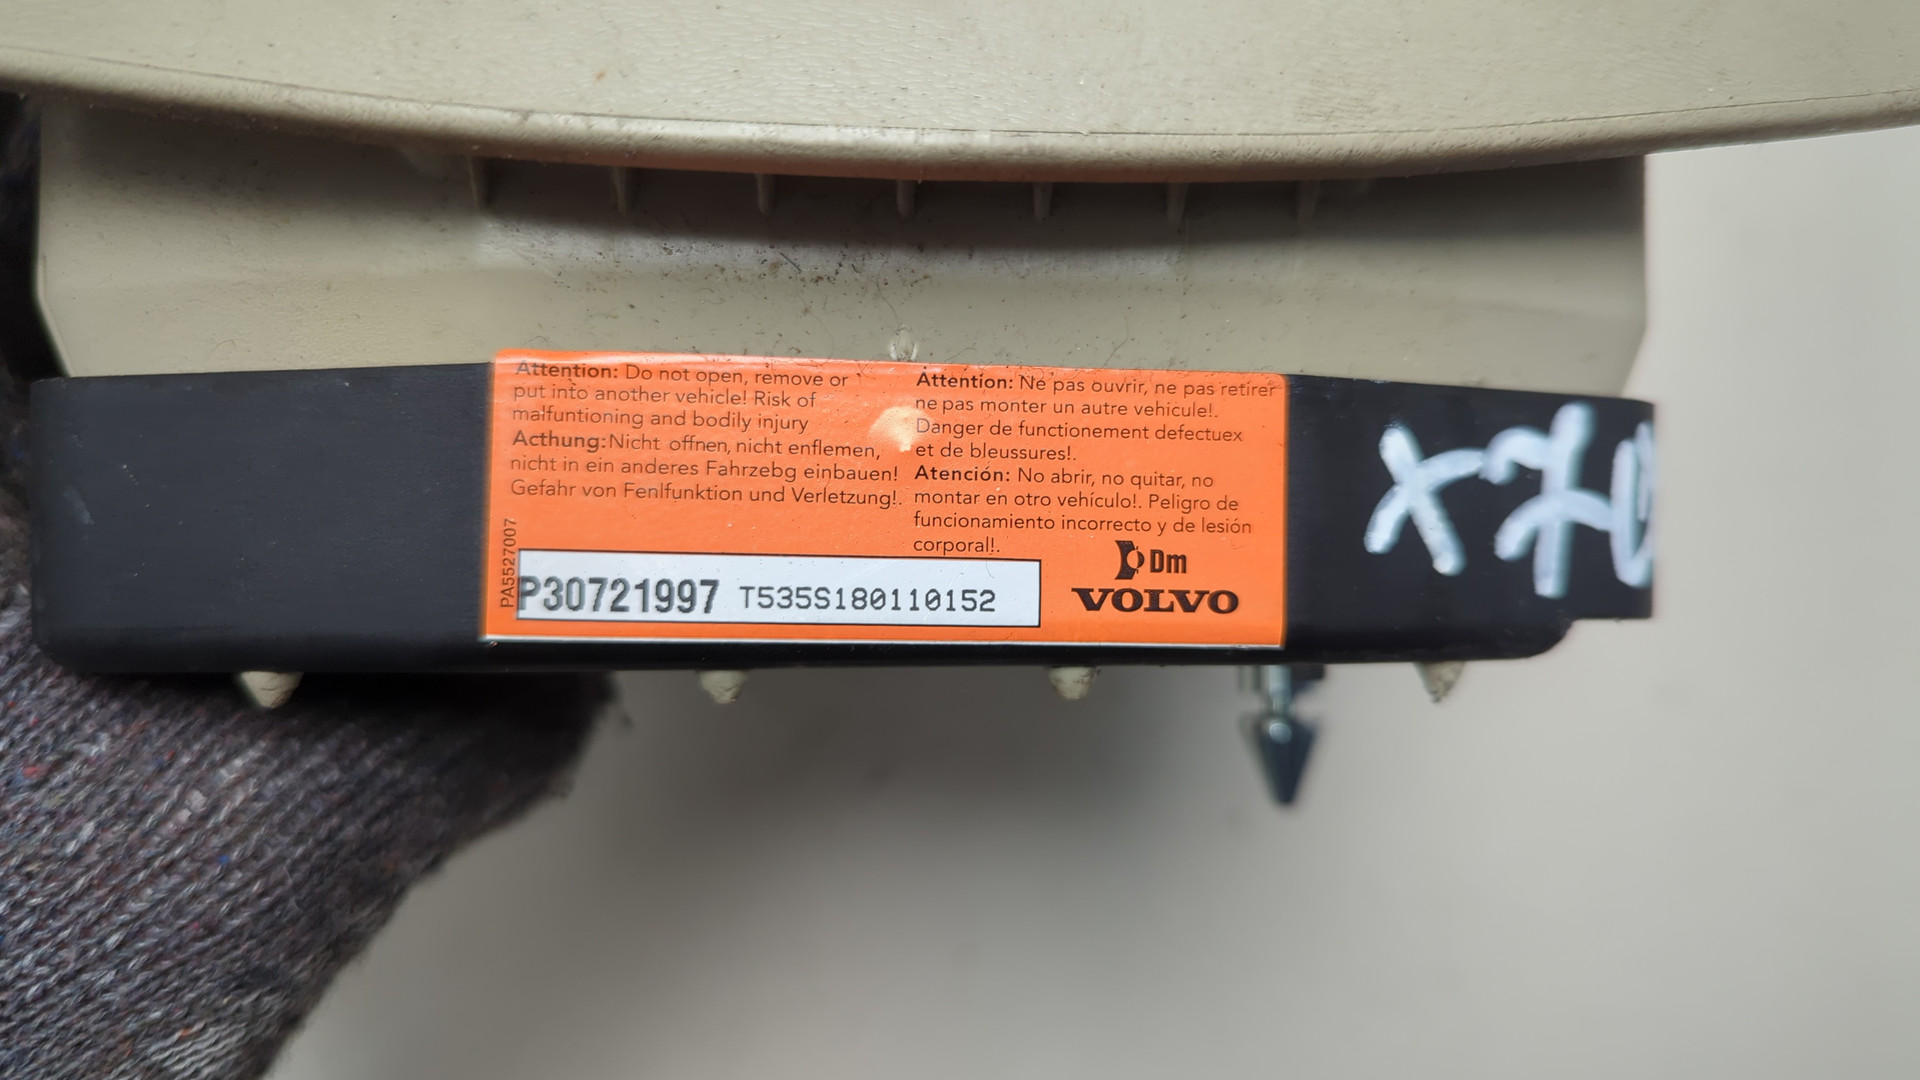 Attention: Do not open, remove or
put into another vehicle! Risk of
malfuntioning and bodily injury
Acthung: Nicht offnen, nicht enflemen,
nicht in ein anderes Fahrzebg einbauen!
Gefahr von Fenlfunktion und Verletzung!.
Attention: Ne pas ouvrir, ne pas retirer
ne pas monter un autre vehicule!.
Danger de functionement defectuex
et de bleussures!.
Atención: No abrir, no quitar, no
montar en otro vehículo!. Peligro de
funcionamiento incorrecto y de lesión
corporal!.
PA5527007
P30721997 T535S180110152
Dm
VOLVO
X70